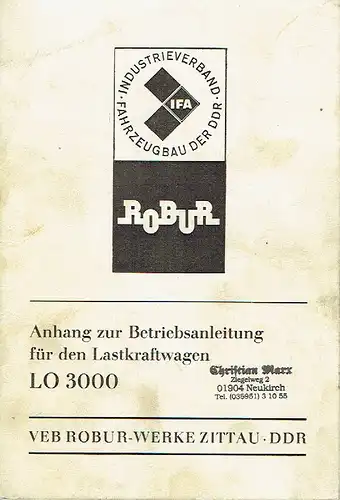 INDUSTRIEVERBAND · FAHRZEUGBAU DER DDR ·
IFA
ROBUR
Anhang zur Betriebsanleitung
für den Lastkraftwagen
LO 3000
Christian Marx
Ziegelweg 2
01904 Neukirch
Tel. (035951) 3 10 55
VEB ROBUR-WERKE ZITTAU · DDR